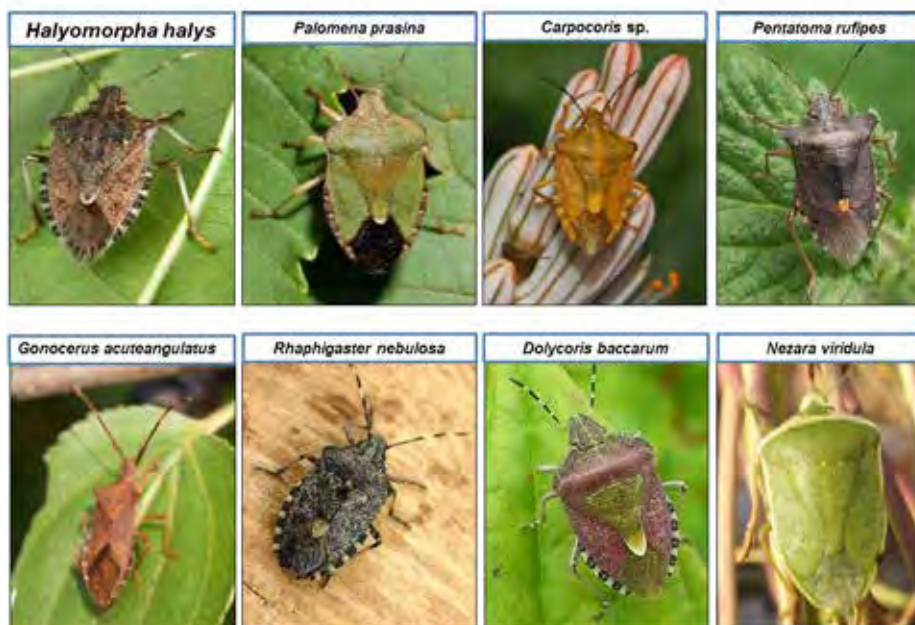 Halyomorpha halys
Palomena prasina
Carpocoris sp.
Pentatoma rufipes
Gonocerus acuteangulatus
Rhaphigaster nebulosa
Dolycoris baccarum
Nezara viridula